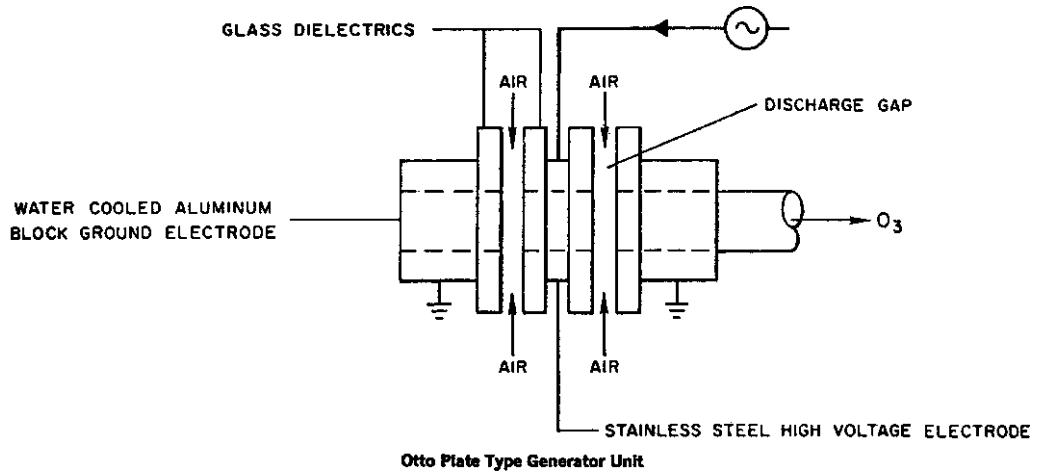 GLASS DIELECTRICS
AIR
AIR
DISCHARGE GAP
WATER COOLED ALUMINUM
BLOCK GROUND ELECTRODE
O3
AIR
AIR
STAINLESS STEEL HIGH VOLTAGE ELECTRODE
Otto Plate Type Generator Unit